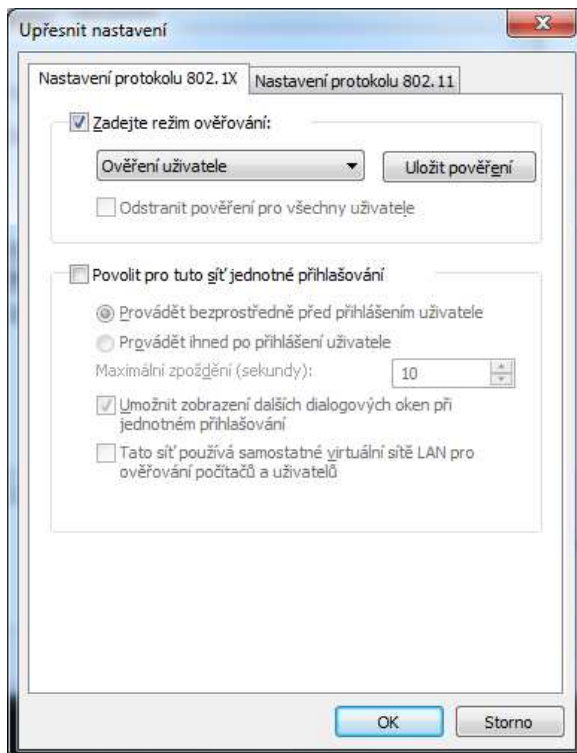 Upřesnit nastavení
Nastavení protokolu 802.1X
Nastavení protokolu 802.11
Zadejte režim ověřování:
Ověření uživatele
Uložit pověření
Odstranit pověření pro všechny uživatele
Povolit pro tuto síť jednotné přihlašování
Provádět bezprostředně před přihlášením uživatele
Provádět ihned po přihlášení uživatele
Maximální zpoždění (sekundy):
10
Umožnit zobrazení dalších dialogových oken při
jednotném přihlašování
Tato síť používá samostatné virtuální sítě LAN pro
ověřování počítačů a uživatelů
OK
Storno